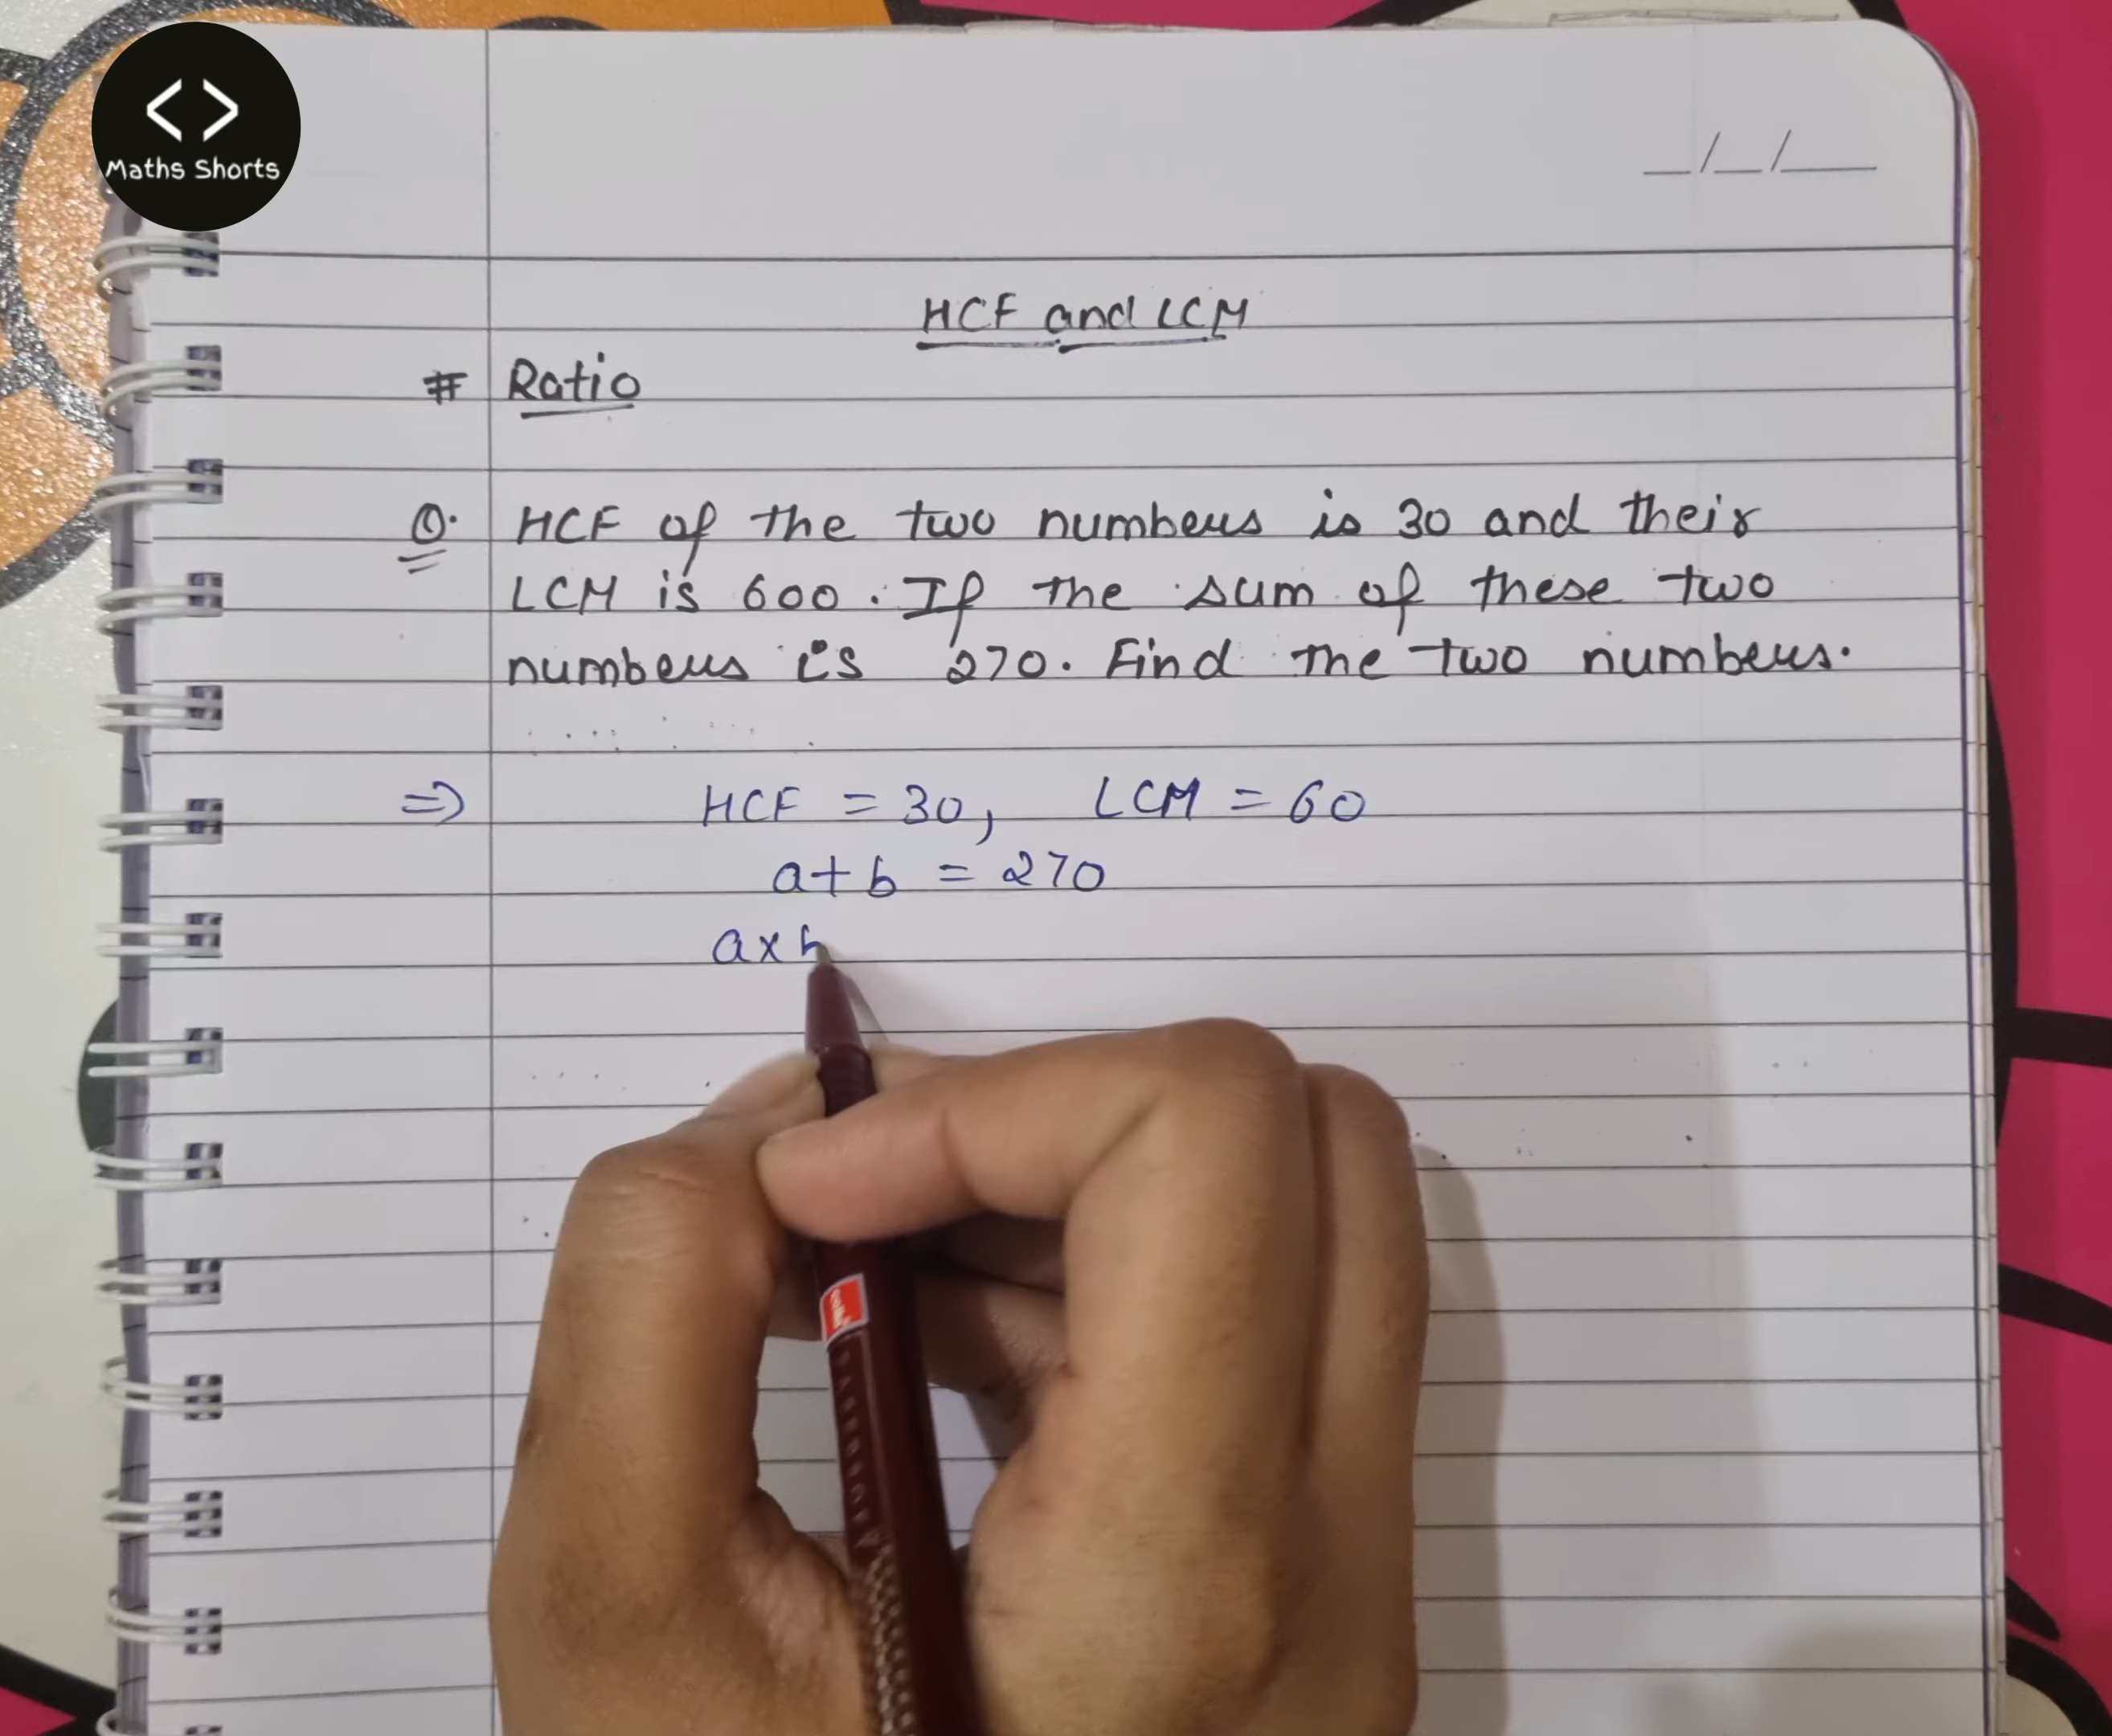 <>
Maths Shorts
_/_/__
HCF and LCM
# Ratio
Q. HCF of the two numbers is 30 and their
LCM is 600. If the sum of these two
numbers is 270. Find the two numbers.
=> HCF = 30, LCM = 60
a+b = 270
a×b